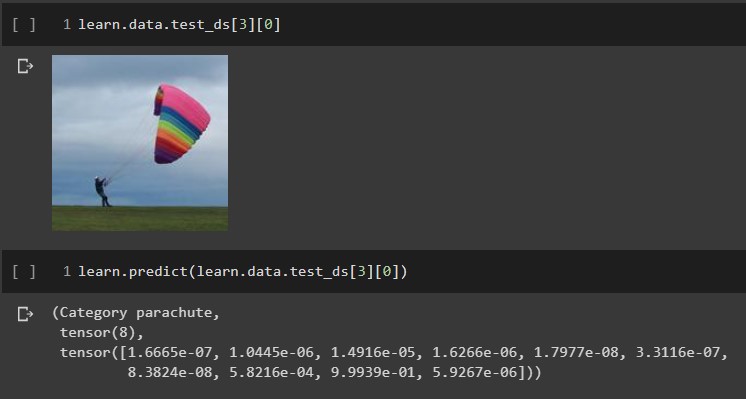 [ ] 1 learn.data.test_ds[3][0]
[ ] 1 learn.predict(learn.data.test_ds[3][0])
(Category parachute,
tensor(8),
tensor([1.6665e-07, 1.0445e-06, 1.4916e-05, 1.6266e-06, 1.7977e-08, 3.3116e-07,
8.3824e-08, 5.8216e-04, 9.9939e-01, 5.9267e-06]))